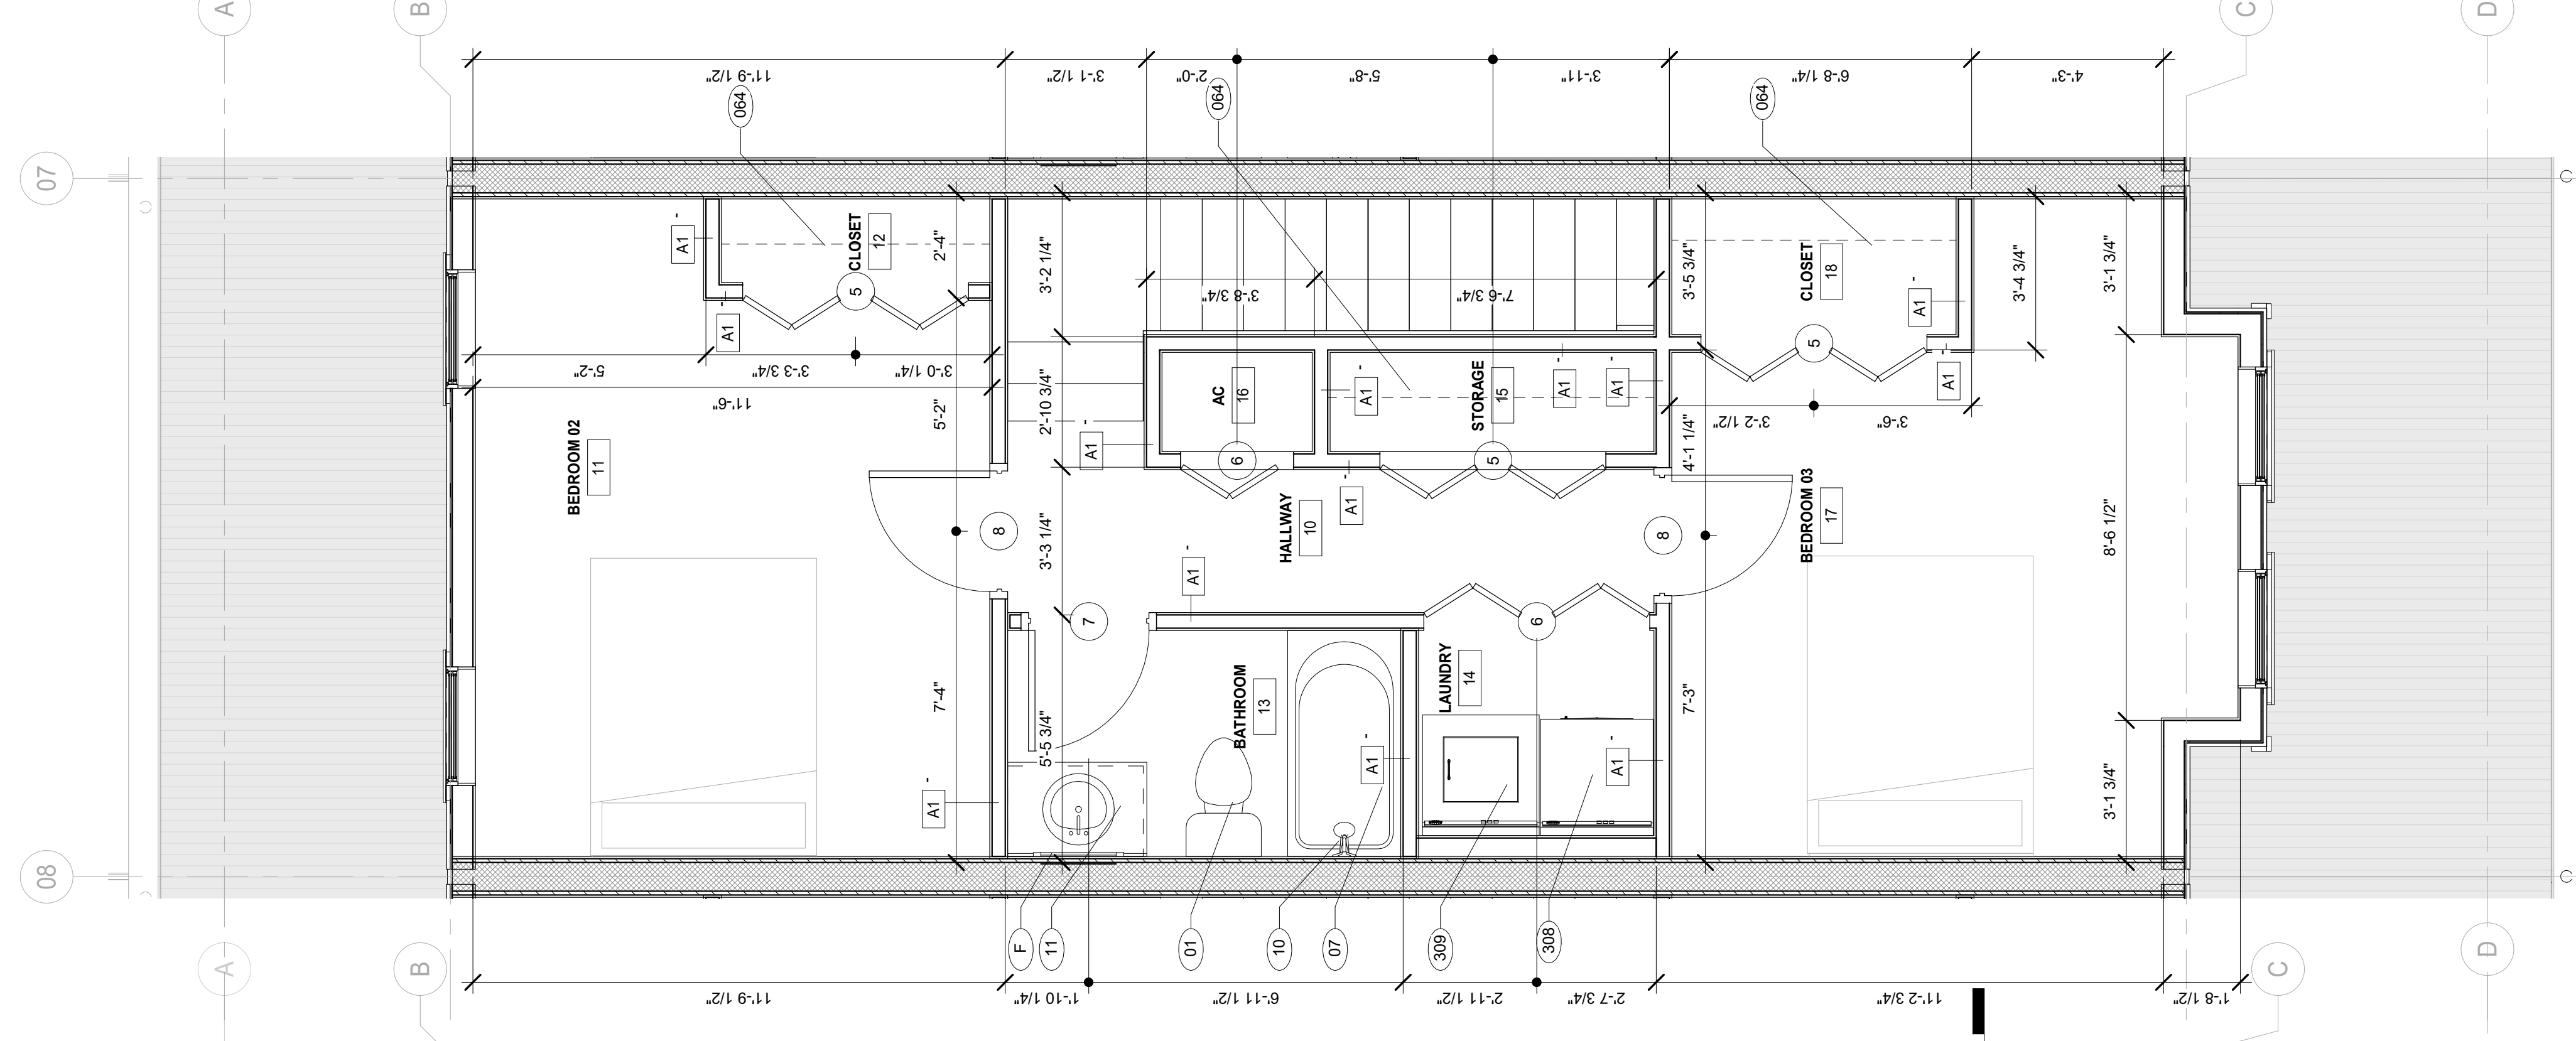 A
B
C
D
11'-9 1/2"
3'-1 1/2"
2'-0"
5'-8"
3'-11"
6'-8 1/4"
4'-3"
064
064
064
07
C
C
A1
CLOSET
12
2'-4"
3'-2 1/4"
3'-8 3/4"
7'-6 3/4"
3'-5 3/4"
CLOSET
18
A1
3'-4 3/4"
3'-1 3/4"
5
A1
5
5'-2"
3'-3 3/4"
3'-0 1/4"
11'-6"
AC
16
A1
STORAGE
15
A1
A1
A1
3'-2 1/2"
3'-6"
BEDROOM 02
11
5'-2"
2'-10 3/4"
A1
6
5
4'-1 1/4"
A1
HALLWAY
10
BEDROOM 03
17
8
3'-3 1/4"
8
8'-6 1/2"
A1
7
6
7'-4"
5'-5 3/4"
BATHROOM
13
LAUNDRY
14
7'-3"
A1
A1
A1
3'-1 3/4"
08
C
C
F
11
01
10
07
309
308
A
B
C
D
11'-9 1/2"
1'-10 1/4"
6'-11 1/2"
2'-11 1/2"
2'-7 3/4"
11'-2 3/4"
1'-8 1/2"